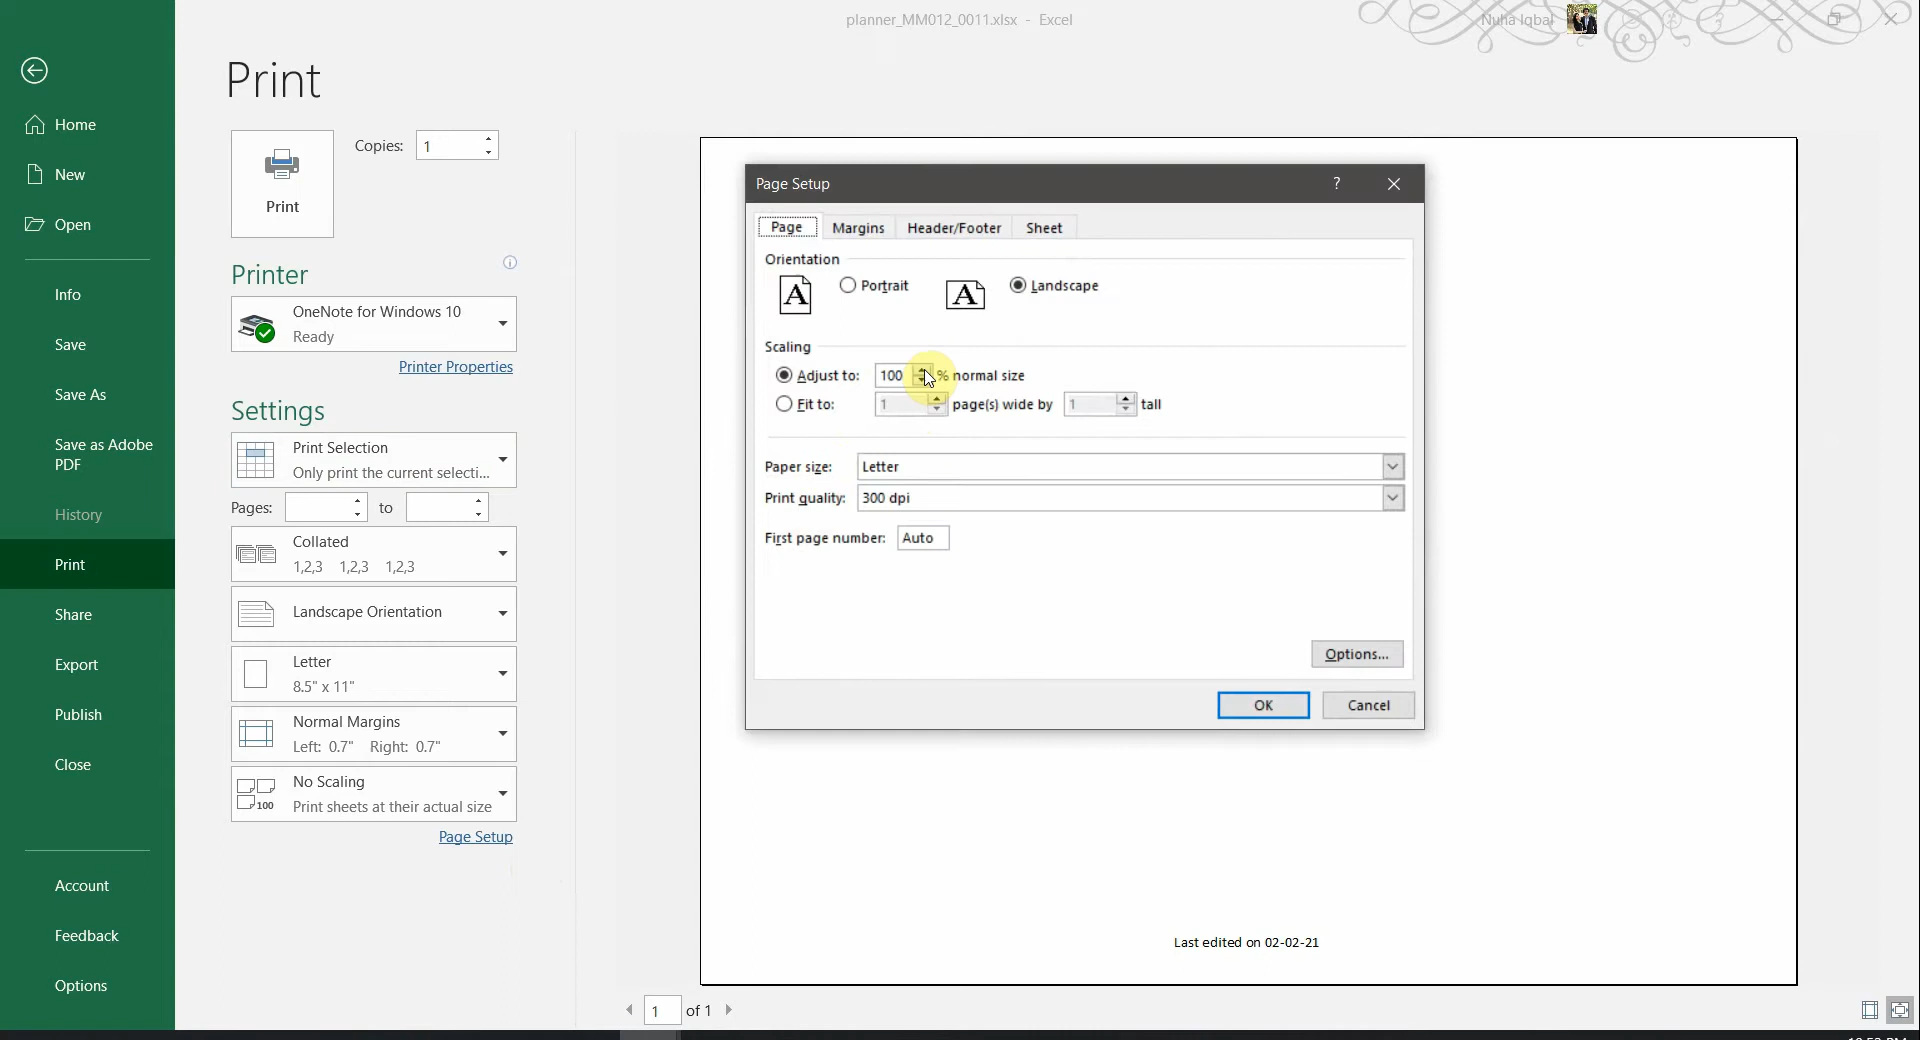 planner_MM012_0011.xlsx - Excel
Nuha Iqbal
Print
Home
New
Open
Info
Save
Save As
Save as Adobe
PDF
History
Print
Share
Export
Publish
Close
Account
Feedback
Options
Print
Copies: 1
Printer
OneNote for Windows 10
Ready
Printer Properties
Settings
Print Selection
Only print the current selecti...
Pages: to
Collated
1,2,3 1,2,3 1,2,3
Landscape Orientation
Letter
8.5" x 11"
Normal Margins
Left: 0.7" Right: 0.7"
No Scaling
100 Print sheets at their actual size
Page Setup
Page Setup ?
Page Margins Header/Footer Sheet
Orientation
A Portrait A Landscape
Scaling
Adjust to: 100 % normal size
Fit to: 1 page(s) wide by 1 tall
Paper size: Letter
Print quality: 300 dpi
First page number: Auto
Options...
OK Cancel
Last edited on 02-02-21
1 of 1